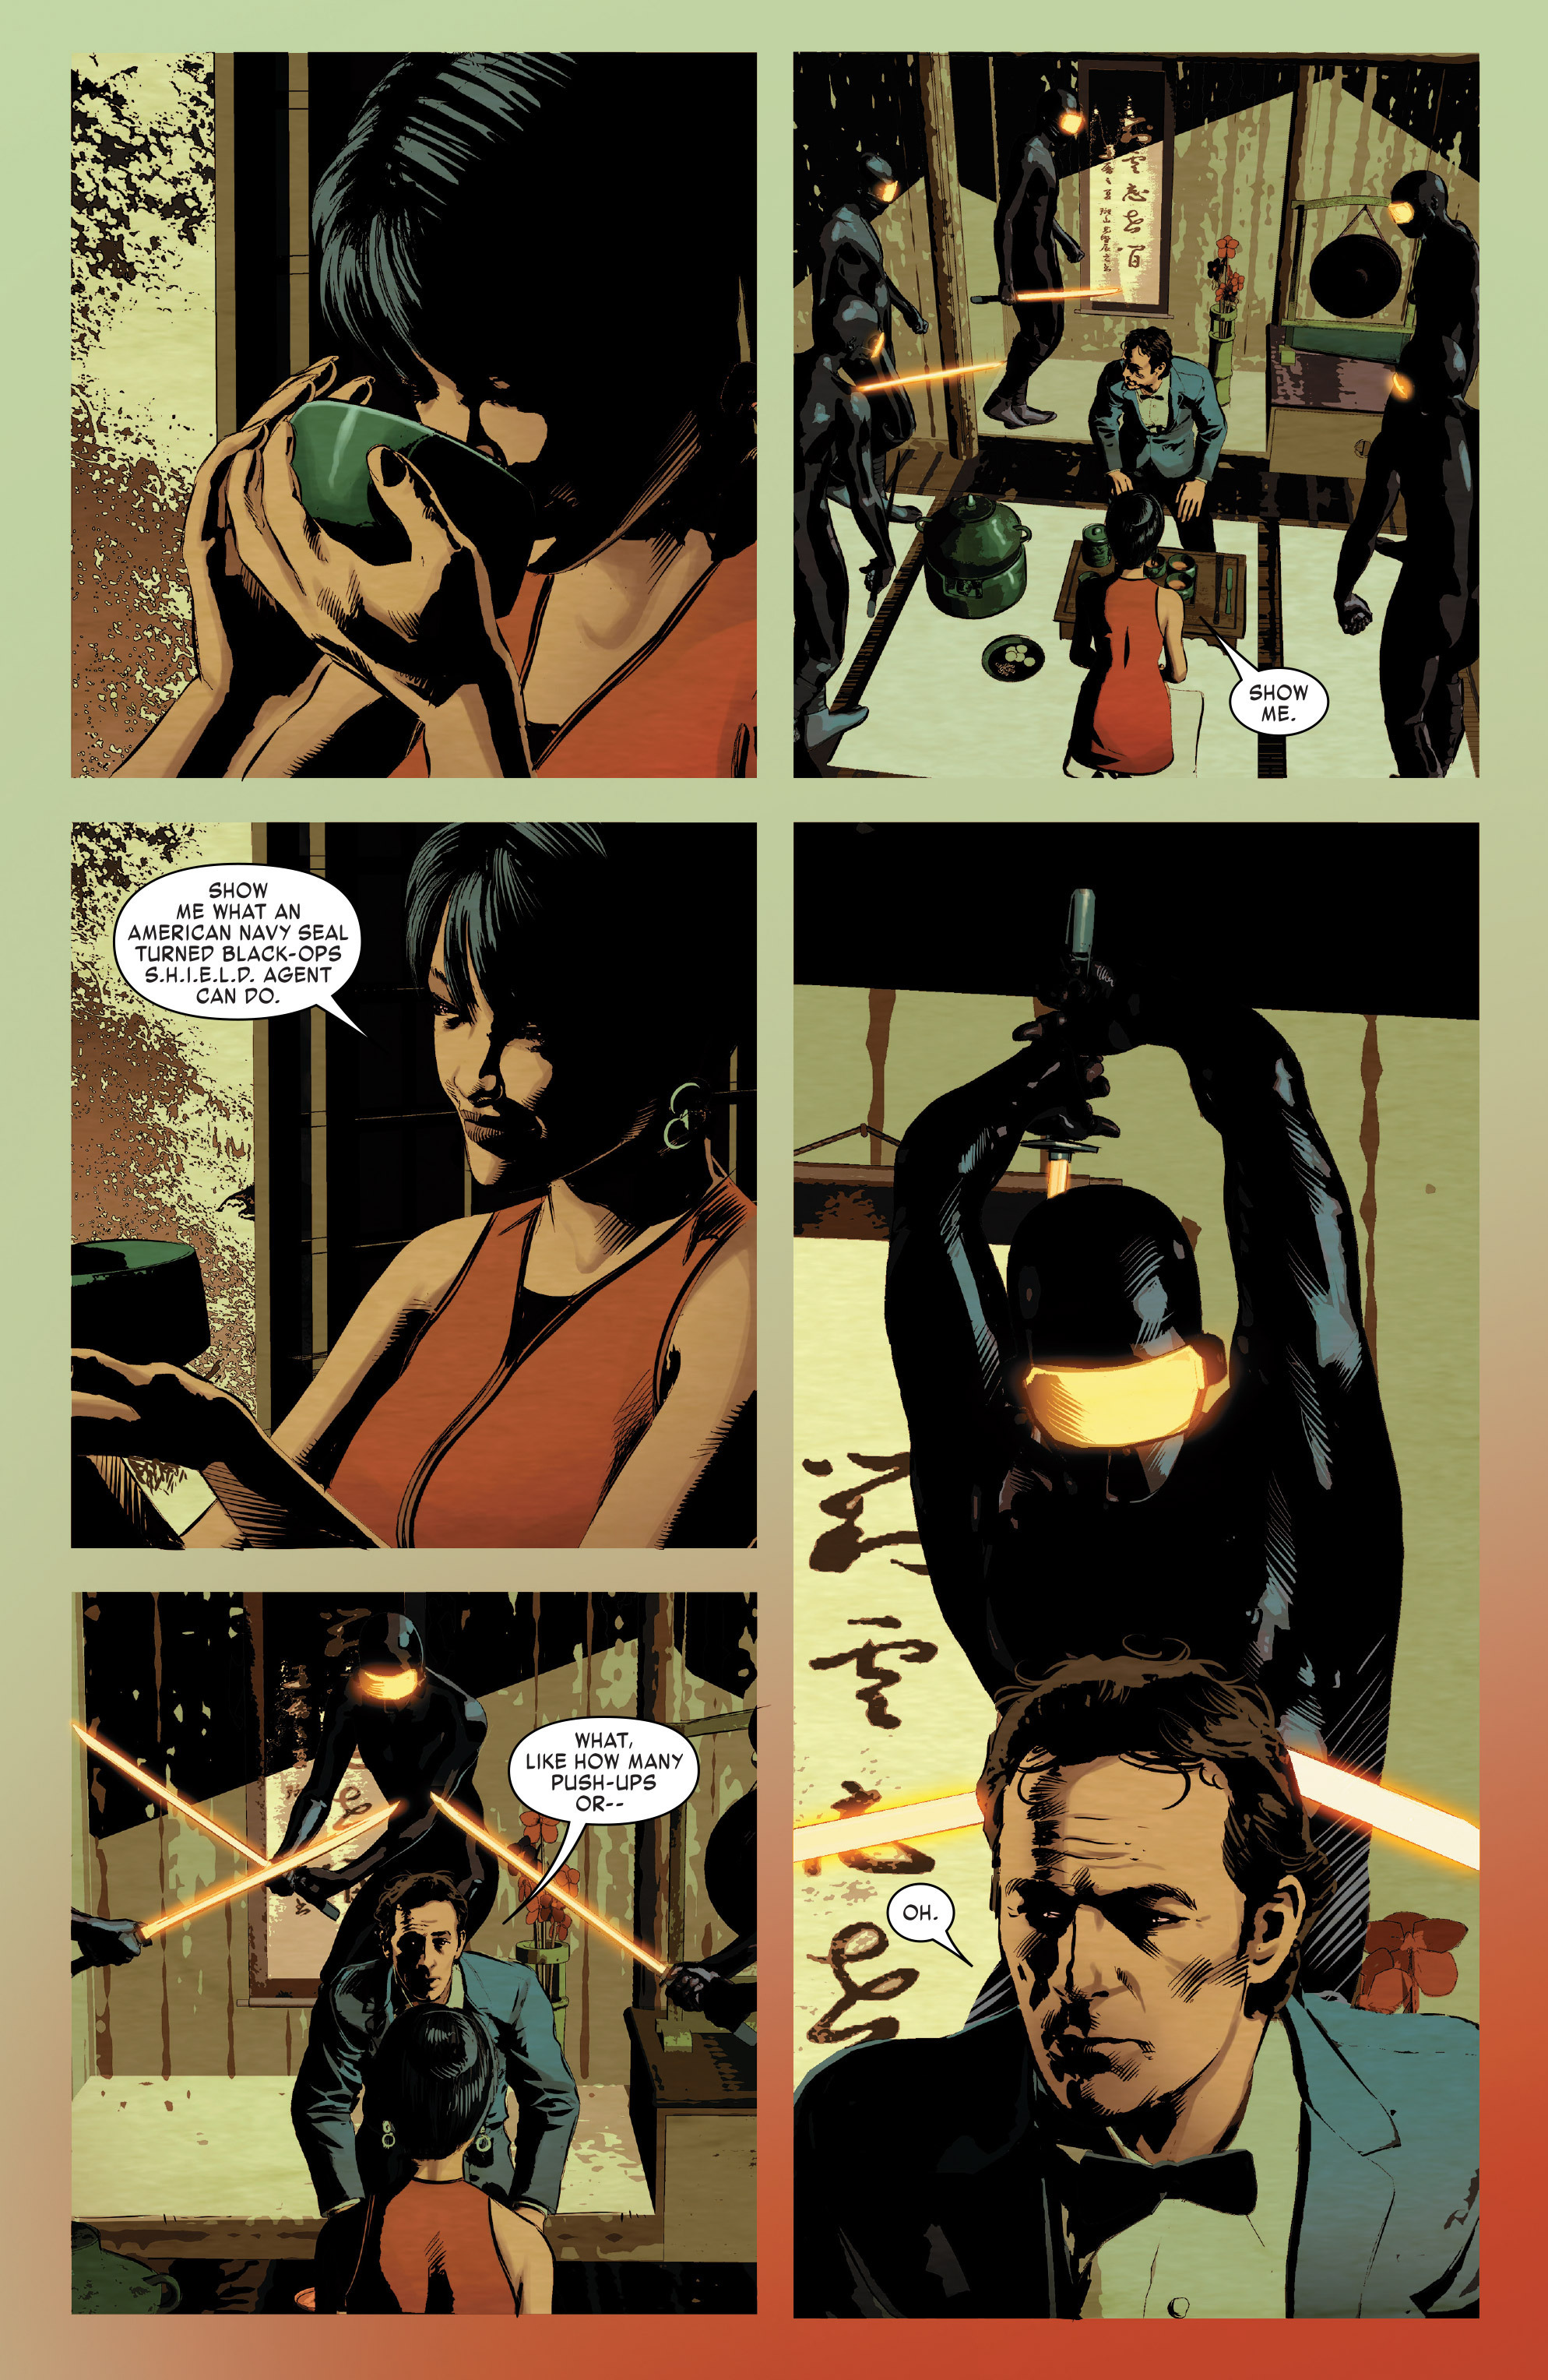 SHOW
ME.
SHOW
ME WHAT AN
AMERICAN NAVY SEAL
TURNED BLACK-OPS
S.H.I.E.L.D. AGENT
CAN DO.
WHAT,
LIKE HOW MANY
PUSH-UPS
OR--
OH.